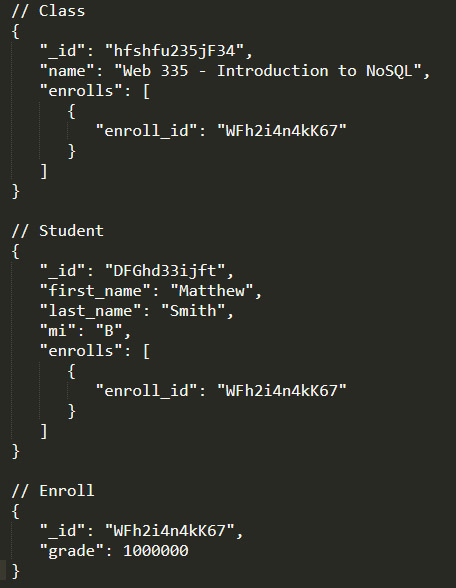 // Class
{
"_id": "hfshfu235jF34",
"name": "Web 335 - Introduction to NoSQL",
"enrolls": [
{
"enroll_id": "WFh2i4n4kK67"
}
]
}
// Student
{
"_id": "DFGhd33ijft",
"first_name": "Matthew",
"last_name": "Smith",
"mi": "B",
"enrolls": [
{
"enroll_id": "WFh2i4n4kK67"
}
]
}
// Enroll
{
"_id": "WFh2i4n4kK67",
"grade": 1000000
}